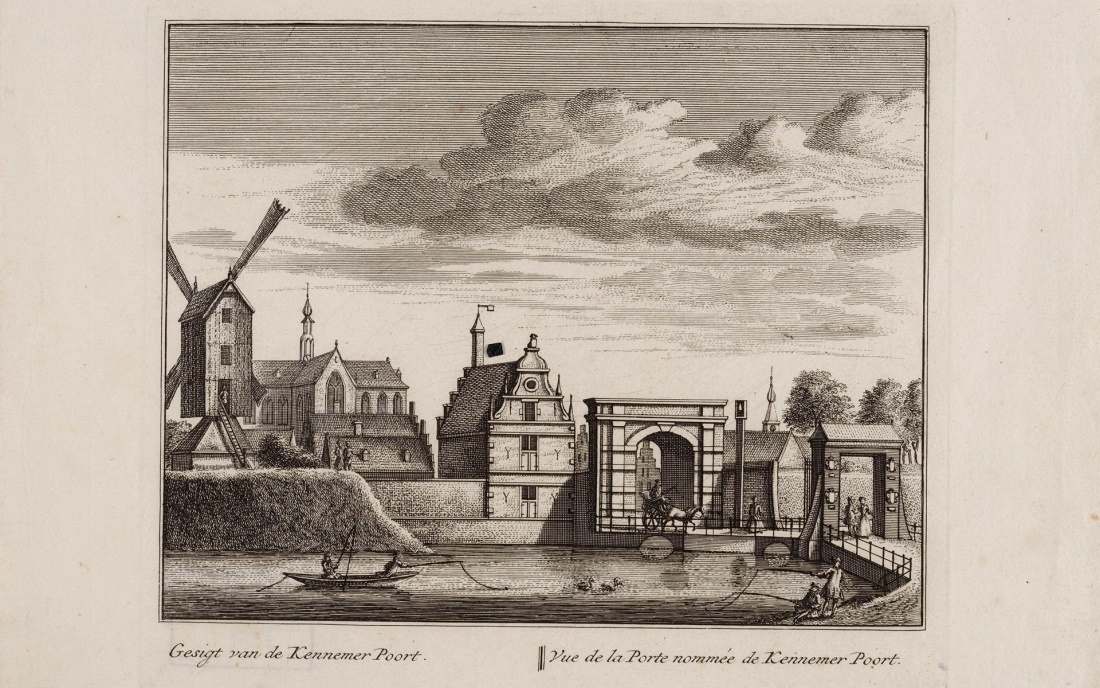 Gesigt van de Kennemer Poort.
Vue de la Porte nommée de Kennemer Poort.